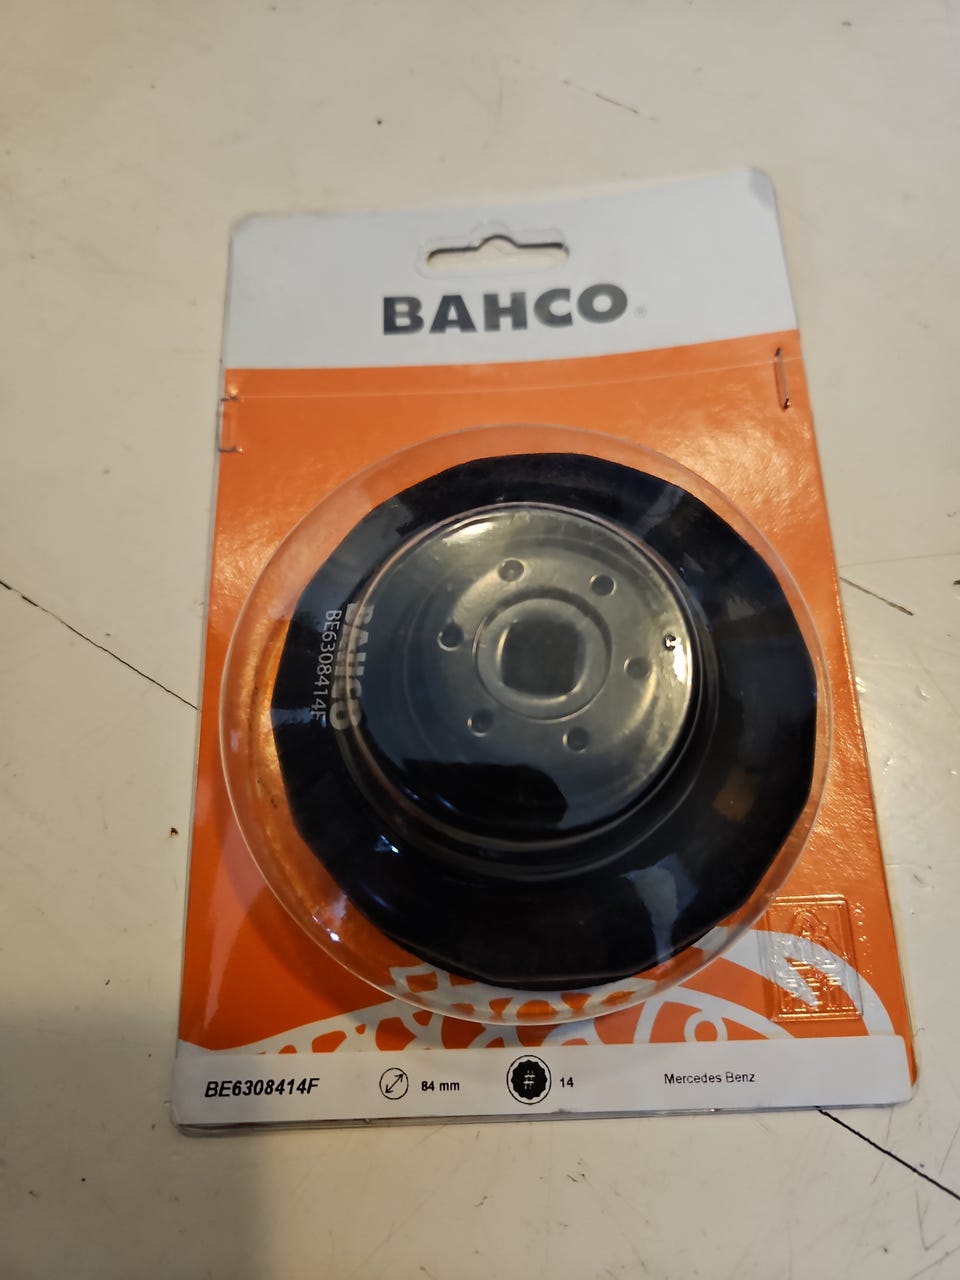 BAHCO®
BAHCO
BE6308414F
BE6308414F 84 mm # 14 Mercedes Benz